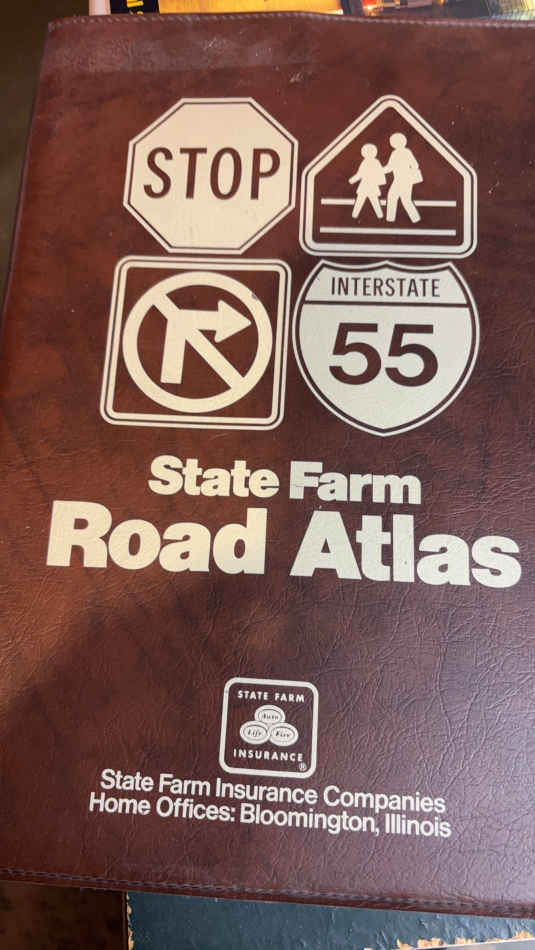 STOP
INTERSTATE
55
State Farm
Road Atlas
STATE FARM
Auto
Life Fire
INSURANCE
®
State Farm Insurance Companies
Home Offices: Bloomington, Illinois